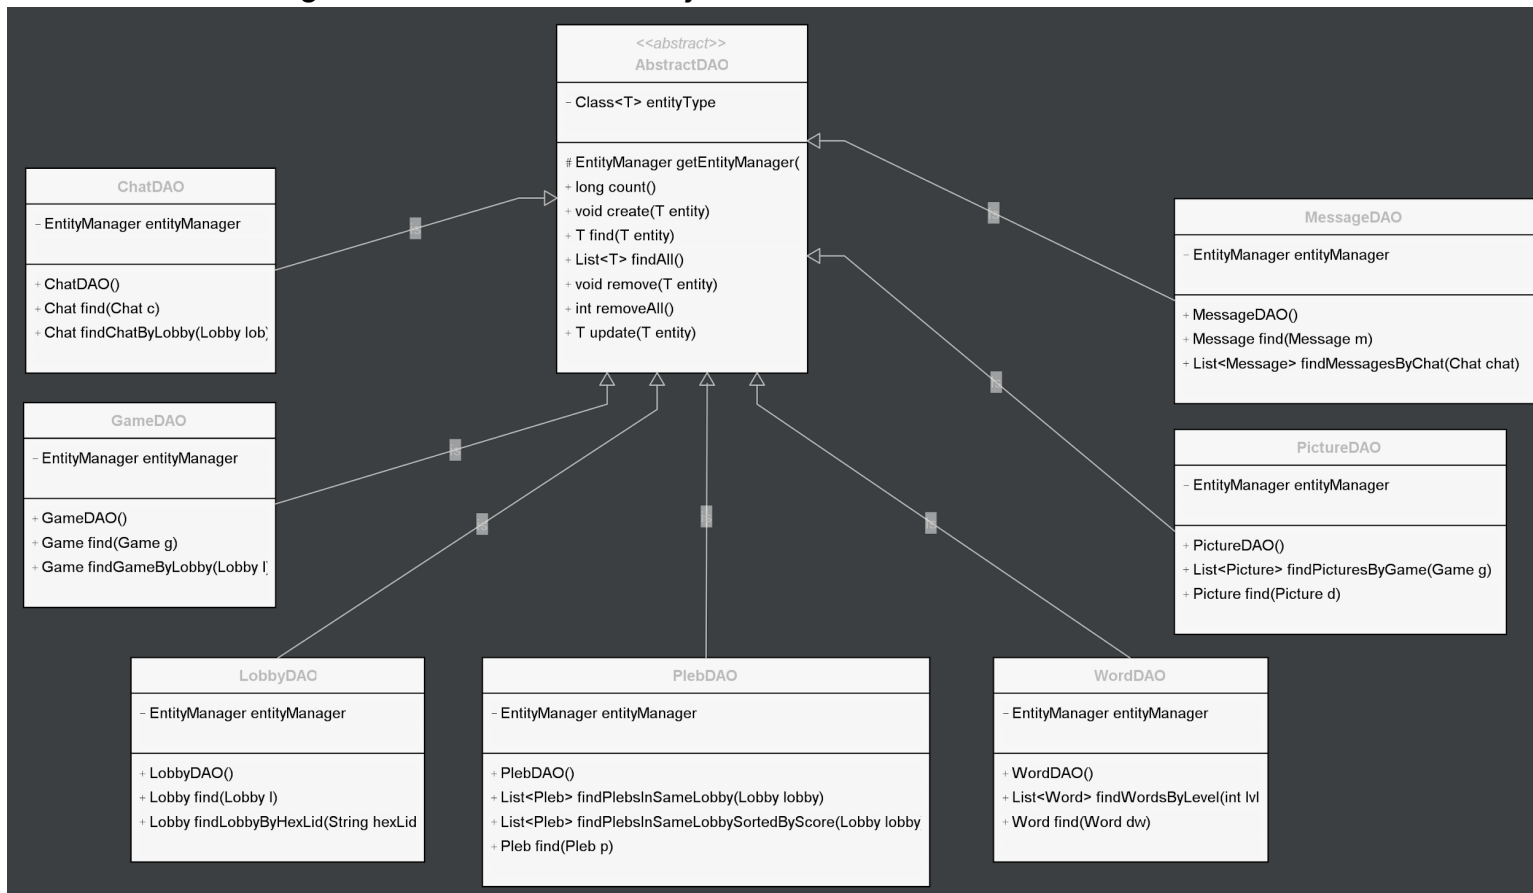 <<abstract>>
AbstractDAO
- Class<T> entityType
# EntityManager getEntityManager(
+ long count()
+ void create(T entity)
+ T find(T entity)
+ List<T> findAll()
+ void remove(T entity)
+ int removeAll()
+ T update(T entity)
ChatDAO
- EntityManager entityManager
+ ChatDAO()
+ Chat find(Chat c)
+ Chat findChatByLobby(Lobby lob
MessageDAO
- EntityManager entityManager
+ MessageDAO()
+ Message find(Message m)
+ List<Message> findMessagesByChat(Chat chat)
GameDAO
- EntityManager entityManager
+ GameDAO()
+ Game find(Game g)
+ Game findGameByLobby(Lobby l
PictureDAO
- EntityManager entityManager
+ PictureDAO()
+ List<Picture> findPicturesByGame(Game g)
+ Picture find(Picture d)
LobbyDAO
- EntityManager entityManager
+ LobbyDAO()
+ Lobby find(Lobby l)
+ Lobby findLobbyByHexLid(String hexLid
PlebDAO
- EntityManager entityManager
+ PlebDAO()
+ List<Pleb> findPlebsInSameLobby(Lobby lobby)
+ List<Pleb> findPlebsInSameLobbySortedByScore(Lobby lobby
+ Pleb find(Pleb p)
WordDAO
- EntityManager entityManager
+ WordDAO()
+ List<Word> findWordsByLevel(int lvl
+ Word find(Word dw)